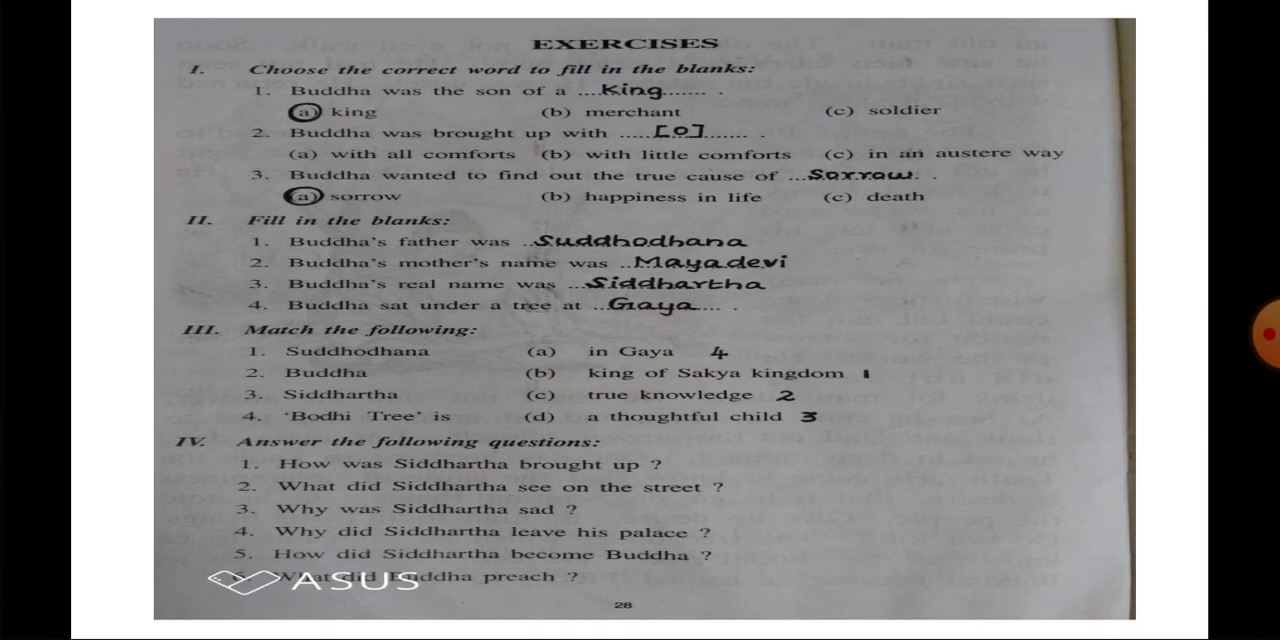 EXERCISES
I. Choose the correct word to fill in the blanks:
1. Buddha was the son of a ....King........ .
(a) king (b) merchant (c) soldier
2. Buddha was brought up with .....[o]....... .
(a) with all comforts (b) with little comforts (c) in an austere way
3. Buddha wanted to find out the true cause of ...Sorrow. .
(a) sorrow (b) happiness in life (c) death
II. Fill in the blanks:
1. Buddha's father was ..Suddhodhana
2. Buddha's mother's name was ..Mayadevi
3. Buddha's real name was ...Siddhartha
4. Buddha sat under a tree at ..Gaya.... .
III. Match the following:
1. Suddhodhana (a) in Gaya 4
2. Buddha (b) king of Sakya kingdom 1
3. Siddhartha (c) true knowledge 2
4. 'Bodhi Tree' is (d) a thoughtful child 3
IV. Answer the following questions:
1. How was Siddhartha brought up ?
2. What did Siddhartha see on the street ?
3. Why was Siddhartha sad ?
4. Why did Siddhartha leave his palace ?
5. How did Siddhartha become Buddha ?
6. What did Buddha preach ?
ASUS
28